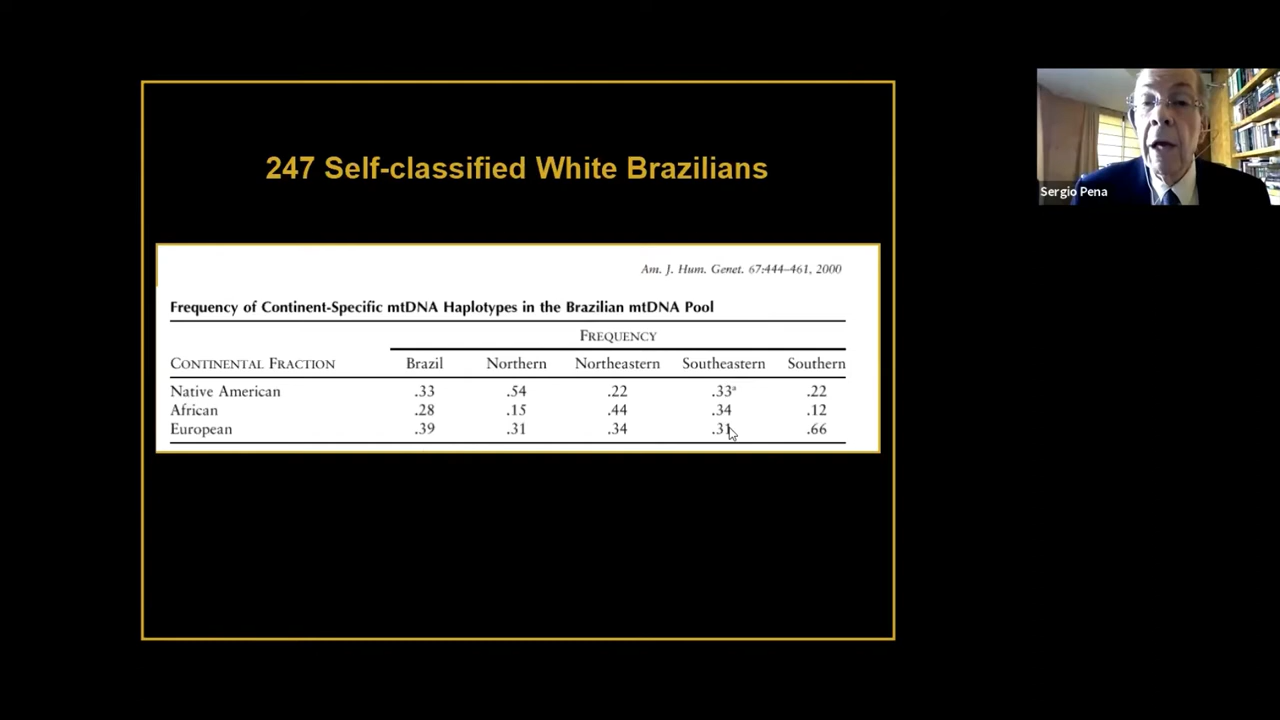 247 Self-classified White Brazilians
Sergio Pena
Am. J. Hum. Genet. 67:444–461, 2000
Frequency of Continent-Specific mtDNA Haplotypes in the Brazilian mtDNA Pool
FREQUENCY
CONTINENTAL FRACTION Brazil Northern Northeastern Southeastern Southern
Native American .33 .54 .22 .33a .22
African .28 .15 .44 .34 .12
European .39 .31 .34 .31 .66